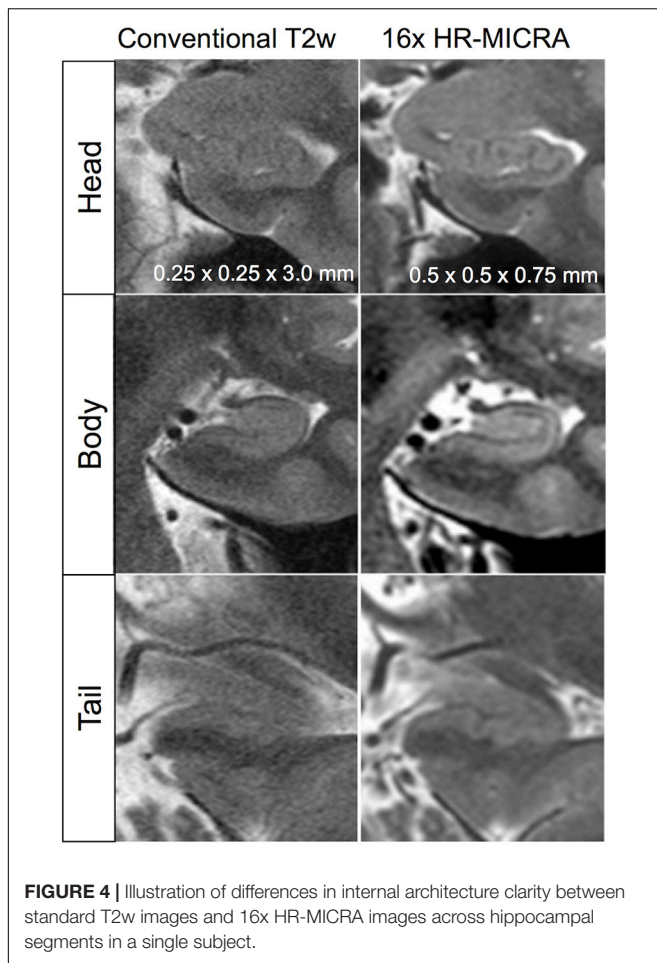 Conventional T2w 16x HR-MICRA
Head
0.25 x 0.25 x 3.0 mm 0.5 x 0.5 x 0.75 mm
Body
Tail
FIGURE 4 | Illustration of differences in internal architecture clarity between
standard T2w images and 16x HR-MICRA images across hippocampal
segments in a single subject.